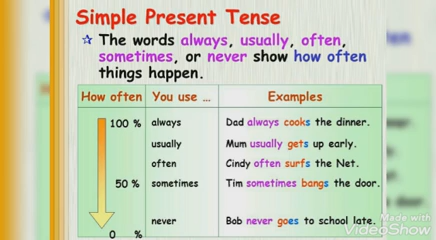 Simple Present Tense
☆ The words always, usually, often,
sometimes, or never show how often
things happen.
How often You use ... Examples
100 % always Dad always cooks the dinner.
usually Mum usually gets up early.
often Cindy often surfs the Net.
50 % sometimes Tim sometimes bangs the door.
never Bob never goes to school late.
0 %
Made with
VideoShow